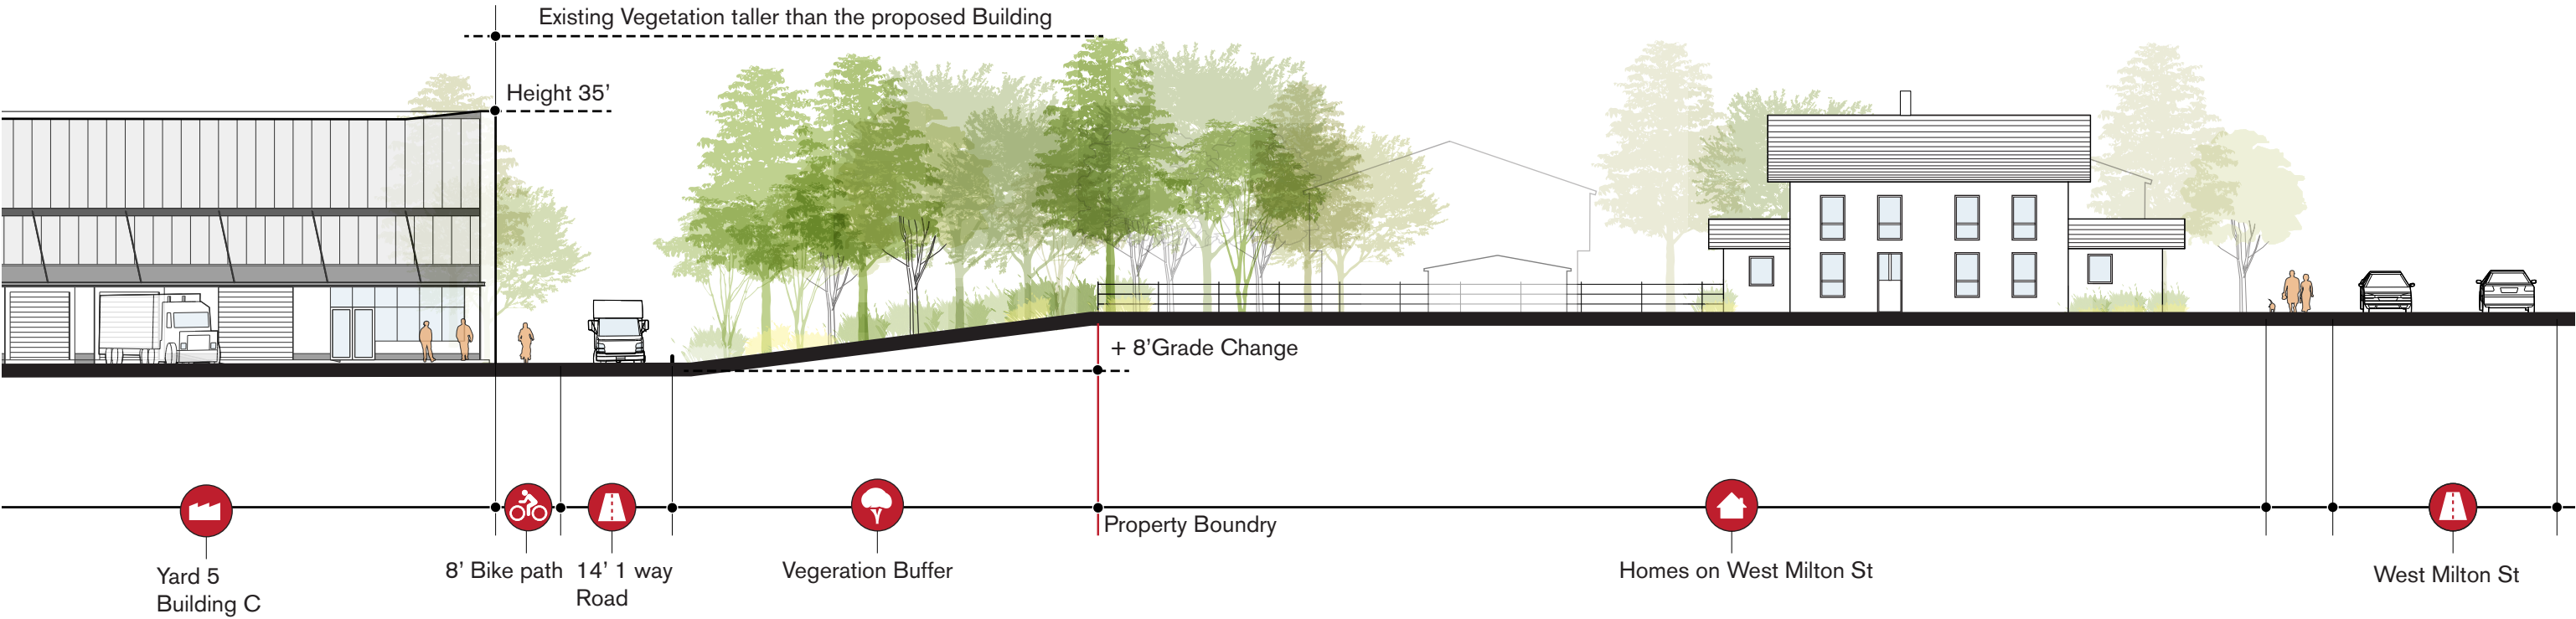 Existing Vegetation taller than the proposed Building
Height 35’
+ 8’Grade Change
Property Boundry
Yard 5
Building C
8’ Bike path
14’ 1 way
Road
Vegeration Buffer
Homes on West Milton St
West Milton St